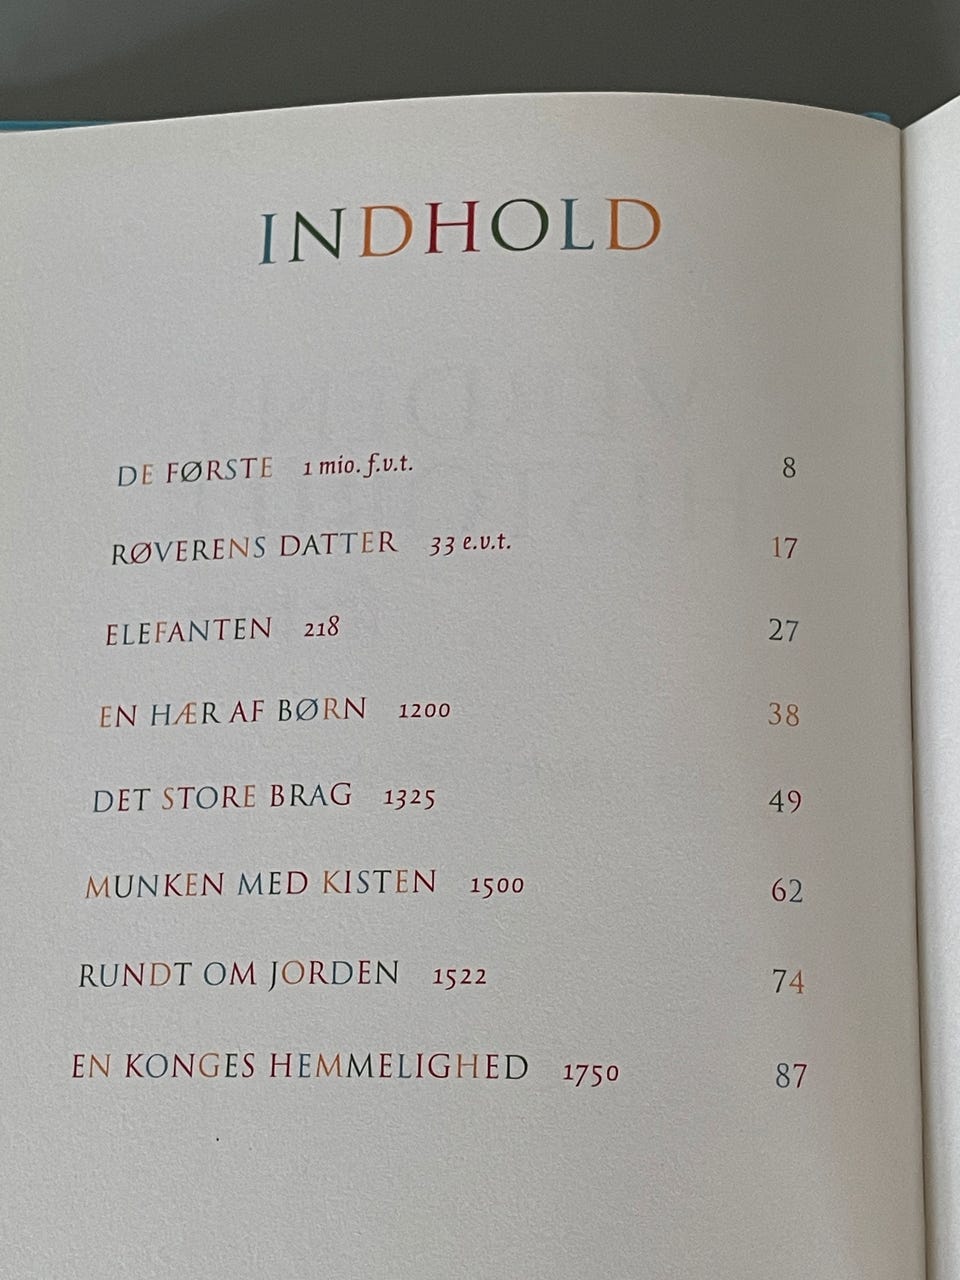 INDHOLD
DE FØRSTE 1 mio. f.v.t. 8
RØVERENS DATTER 33 e.v.t. 17
ELEFANTEN 218 27
EN HÆR AF BØRN 1200 38
DET STORE BRAG 1325 49
MUNKEN MED KISTEN 1500 62
RUNDT OM JORDEN 1522 74
EN KONGES HEMMELIGHED 1750 87